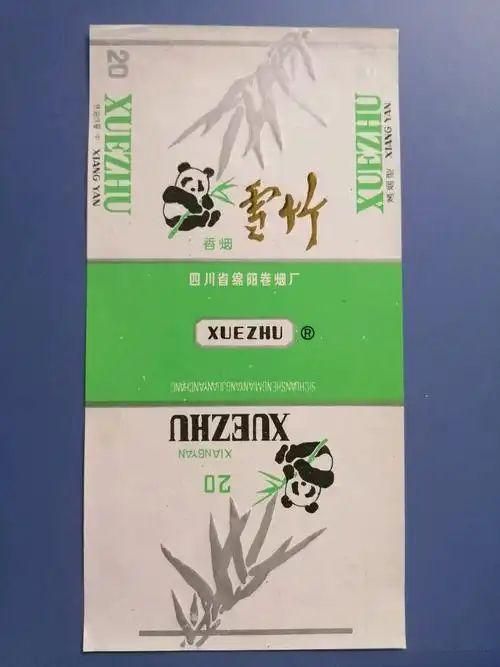 20
XUEZHU
XIANG YAN
雪竹
香烟
XUEZHU
XIANG YAN
四川省绵阳卷烟厂
XUEZHU ®
SICHUANSHENGMIANYANGJUANYANCHANG
XUEZHU
XIANGYAN
20